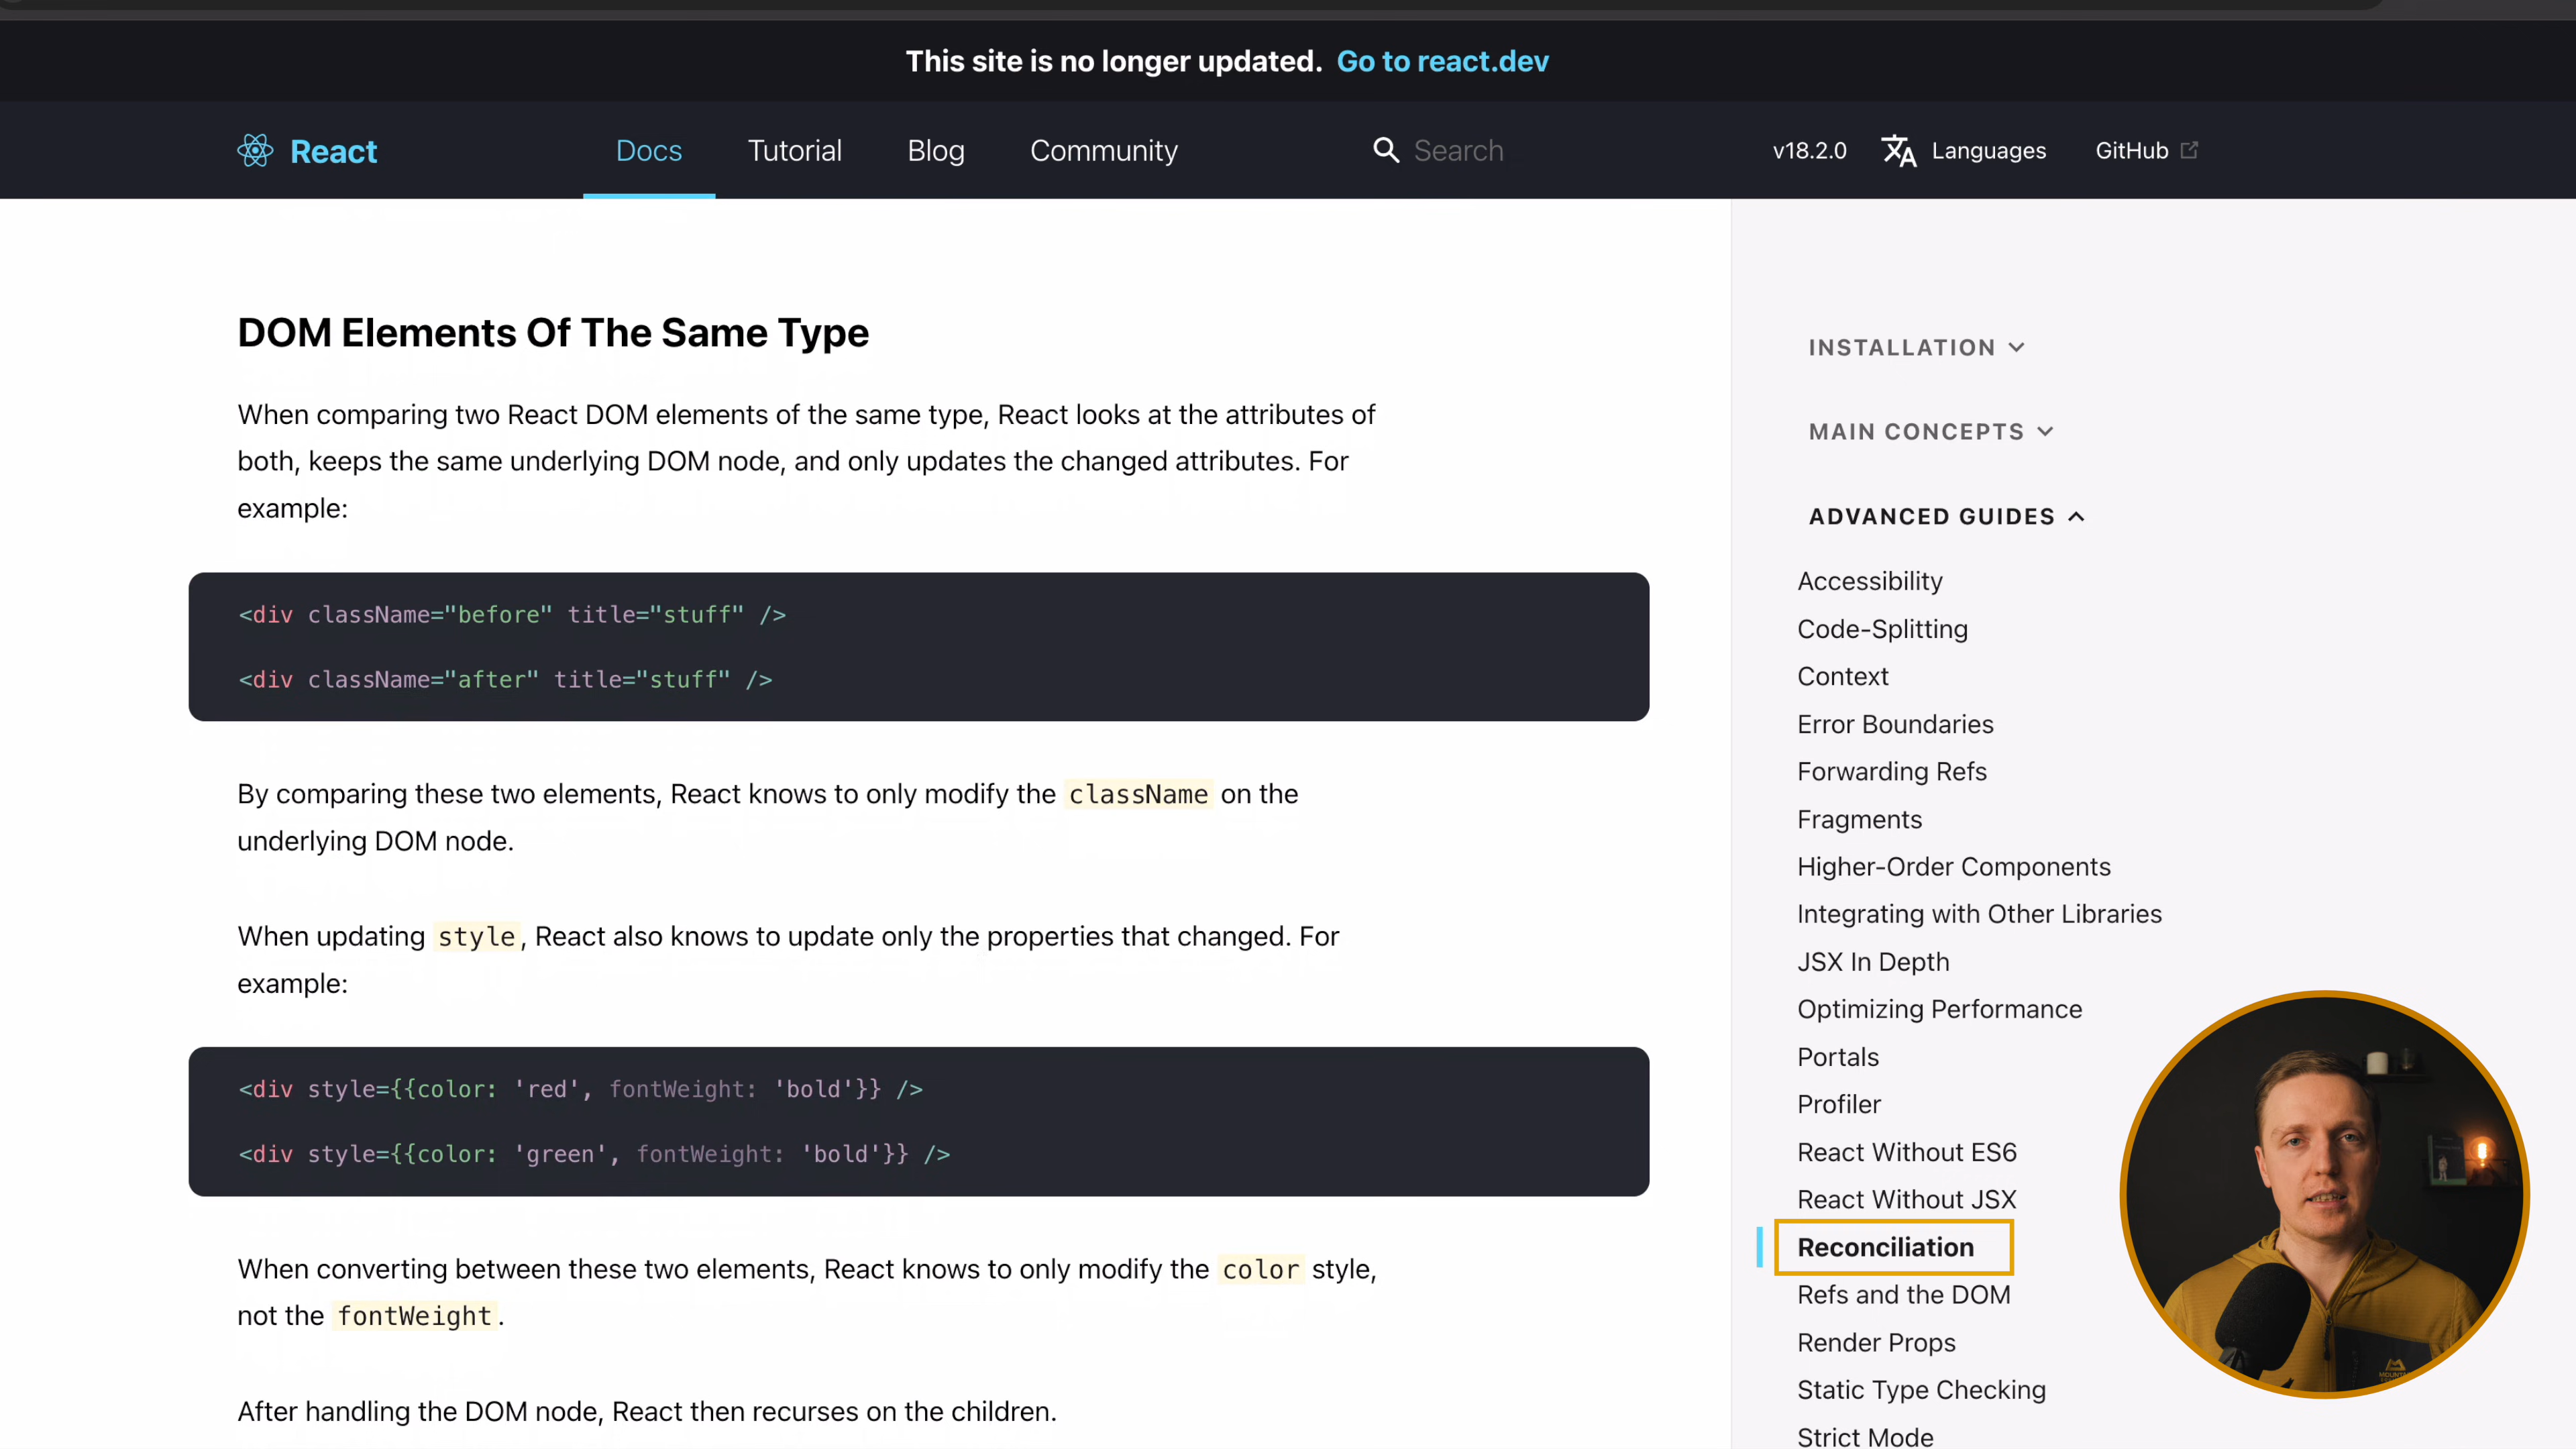 This site is no longer updated. Go to react.dev
React
Docs
Tutorial
Blog
Community
Search
v18.2.0
Languages
GitHub
DOM Elements Of The Same Type
When comparing two React DOM elements of the same type, React looks at the attributes of
both, keeps the same underlying DOM node, and only updates the changed attributes. For
example:
<div className="before" title="stuff" />
<div className="after" title="stuff" />
By comparing these two elements, React knows to only modify the className on the
underlying DOM node.
When updating style, React also knows to update only the properties that changed. For
example:
<div style={{color: 'red', fontWeight: 'bold'}} />
<div style={{color: 'green', fontWeight: 'bold'}} />
When converting between these two elements, React knows to only modify the color style,
not the fontWeight.
After handling the DOM node, React then recurses on the children.
INSTALLATION
MAIN CONCEPTS
ADVANCED GUIDES
Accessibility
Code-Splitting
Context
Error Boundaries
Forwarding Refs
Fragments
Higher-Order Components
Integrating with Other Libraries
JSX In Depth
Optimizing Performance
Portals
Profiler
React Without ES6
React Without JSX
Reconciliation
Refs and the DOM
Render Props
Static Type Checking
Strict Mode